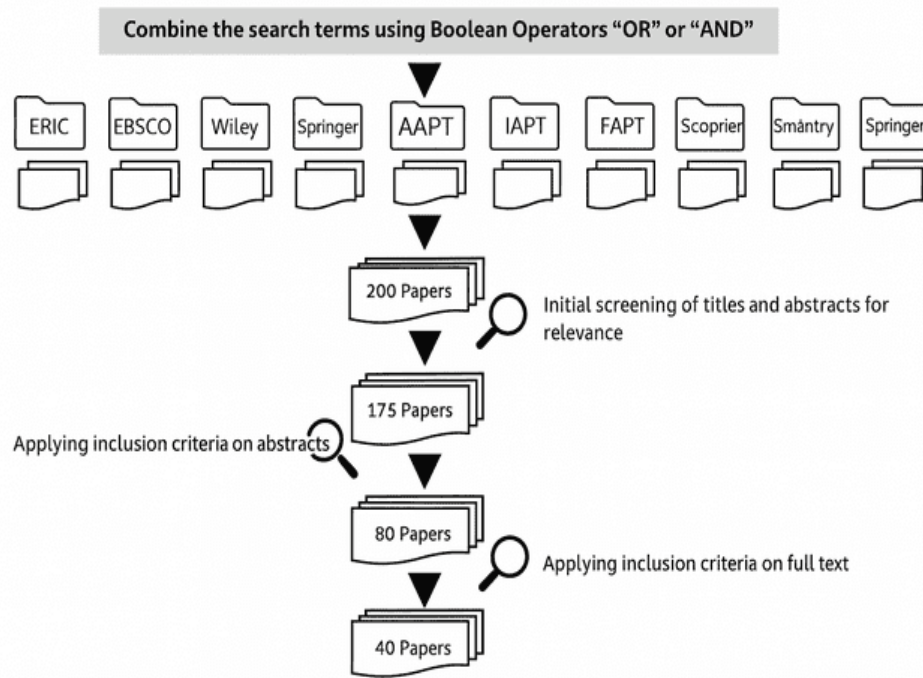 Combine the search terms using Boolean Operators “OR” or “AND”
ERIC
EBSCO
Wiley
Springer
AAPT
IAPT
FAPT
Scoprier
Småntry
Springer
200 Papers
Initial screening of titles and abstracts for
relevance
175 Papers
Applying inclusion criteria on abstracts
80 Papers
Applying inclusion criteria on full text
40 Papers